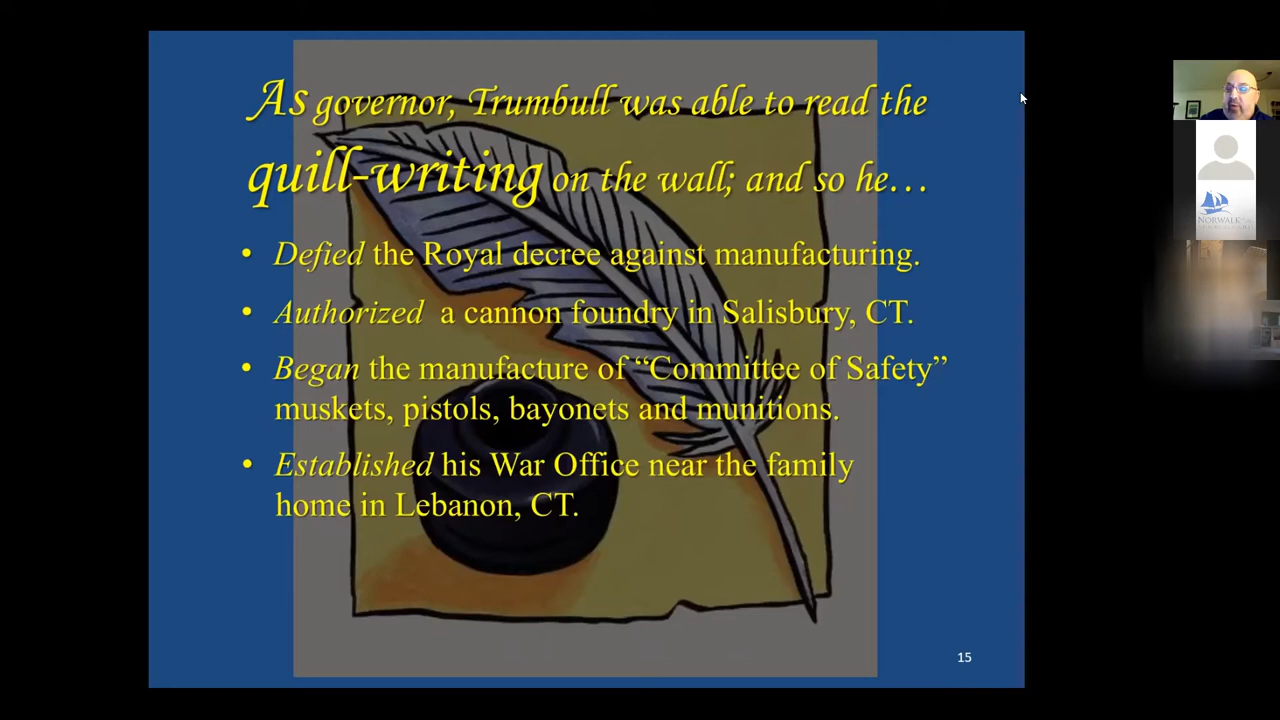 As governor, Trumbull was able to read the
quill-writing on the wall; and so he…
• Defied the Royal decree against manufacturing.
• Authorized a cannon foundry in Salisbury, CT.
• Began the manufacture of “Committee of Safety”
muskets, pistols, bayonets and munitions.
• Established his War Office near the family
home in Lebanon, CT.
15
NORWALK